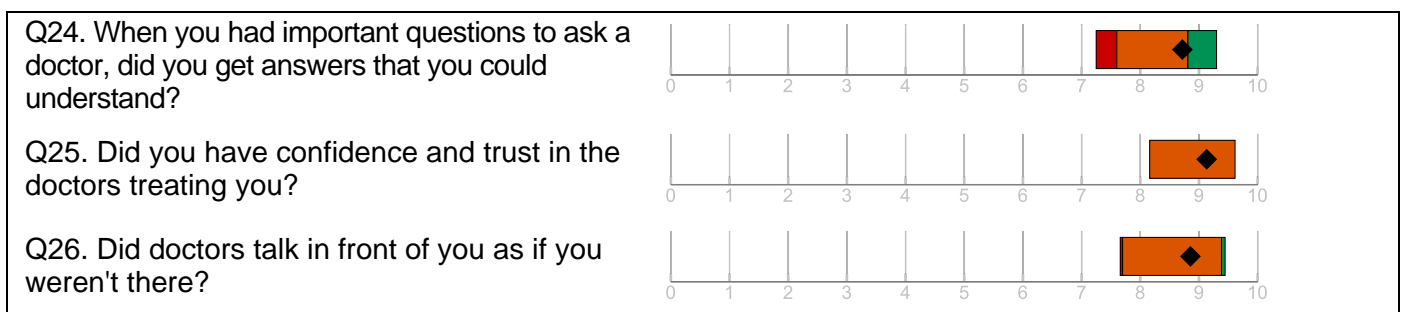 Q24. When you had important questions to ask a
doctor, did you get answers that you could
understand?
0 1 2 3 4 5 6 7 8 9 10
Q25. Did you have confidence and trust in the
doctors treating you?
0 1 2 3 4 5 6 7 8 9 10
Q26. Did doctors talk in front of you as if you
weren't there?
0 1 2 3 4 5 6 7 8 9 10